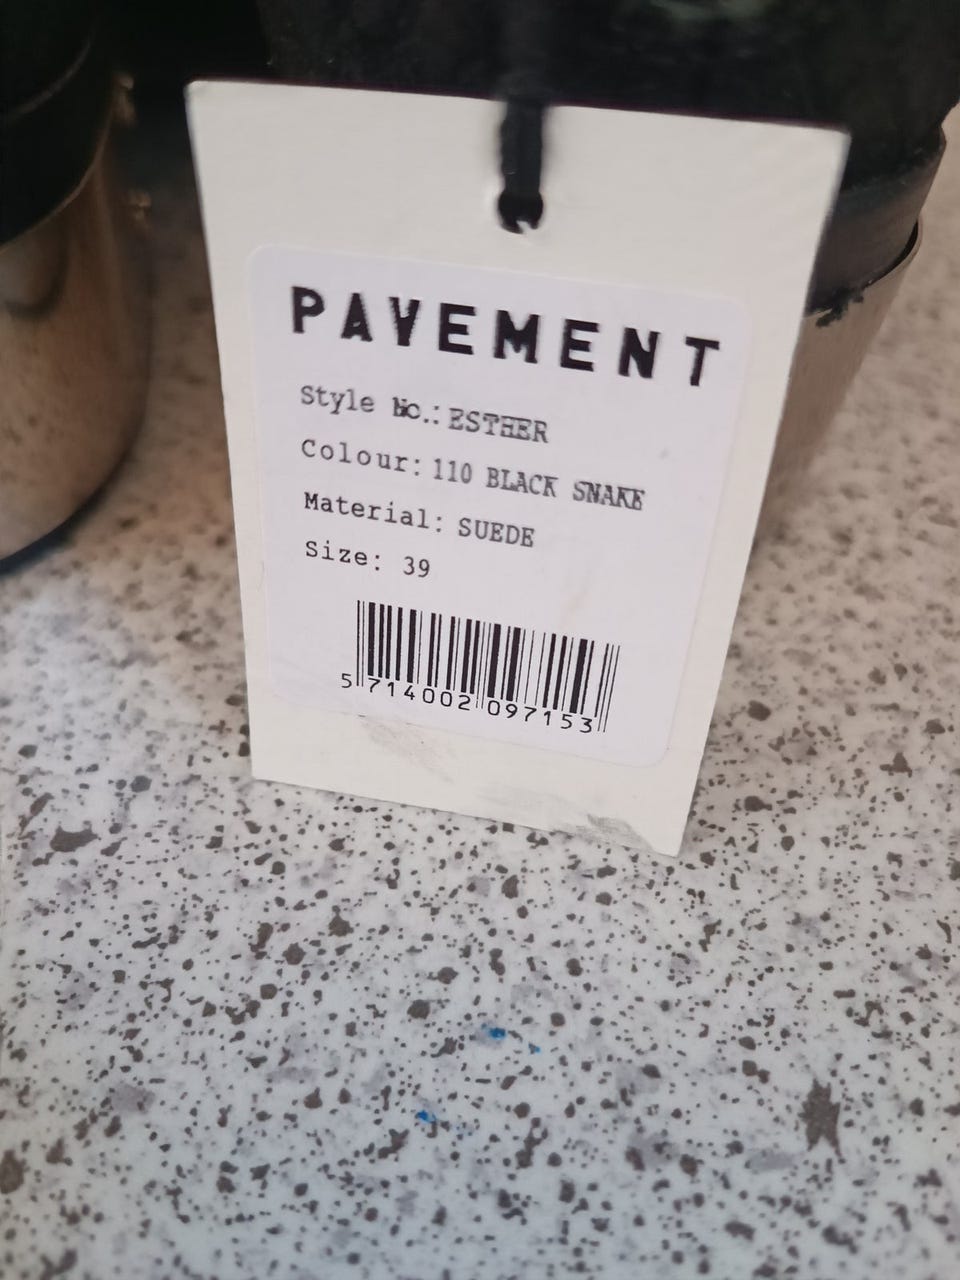 PAVEMENT
Style No.: ESTHER
Colour: 110 BLACK SNAKE
Material: SUEDE
Size: 39
5 714002 097153